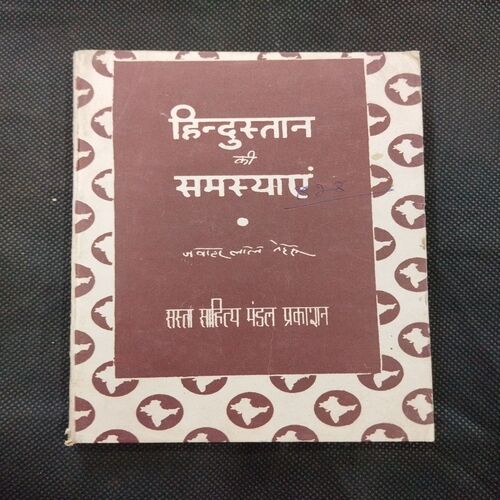 हिन्दुस्तान
की
समस्याएं
जवाहरलाल नेहरू
सस्ता साहित्य मंडल प्रकाशन